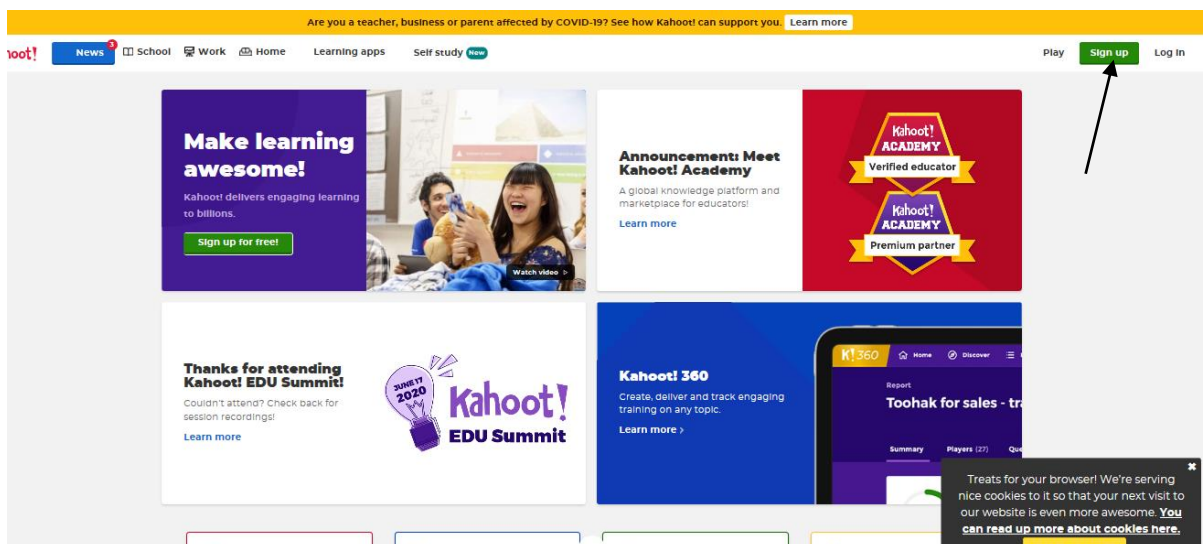 Are you a teacher, business or parent affected by COVID-19? See how Kahoot! can support you. Learn more
News 3 School Work Home Learning apps Self study New Play Sign up Log in
Make learning
awesome!
Kahoot! delivers engaging learning
to billions.
Sign up for free!
Watch video
Announcement: Meet
Kahoot! Academy
A global knowledge platform and
marketplace for educators!
Learn more
Kahoot!
ACADEMY
Verified educator
Kahoot!
ACADEMY
Premium partner
Thanks for attending
Kahoot! EDU Summit!
Couldn't attend? Check back for
session recordings!
Learn more
JUNE 17
2020
Kahoot!
EDU Summit
Kahoot! 360
Create, deliver and track engaging
training on any topic.
Learn more >
K! 360 Home Discover
Report
Toohak for sales - tra
Summary Players (27) Que
Treats for your browser! We're serving
nice cookies to it so that your next visit to
our website is even more awesome. You
can read up more about cookies here.